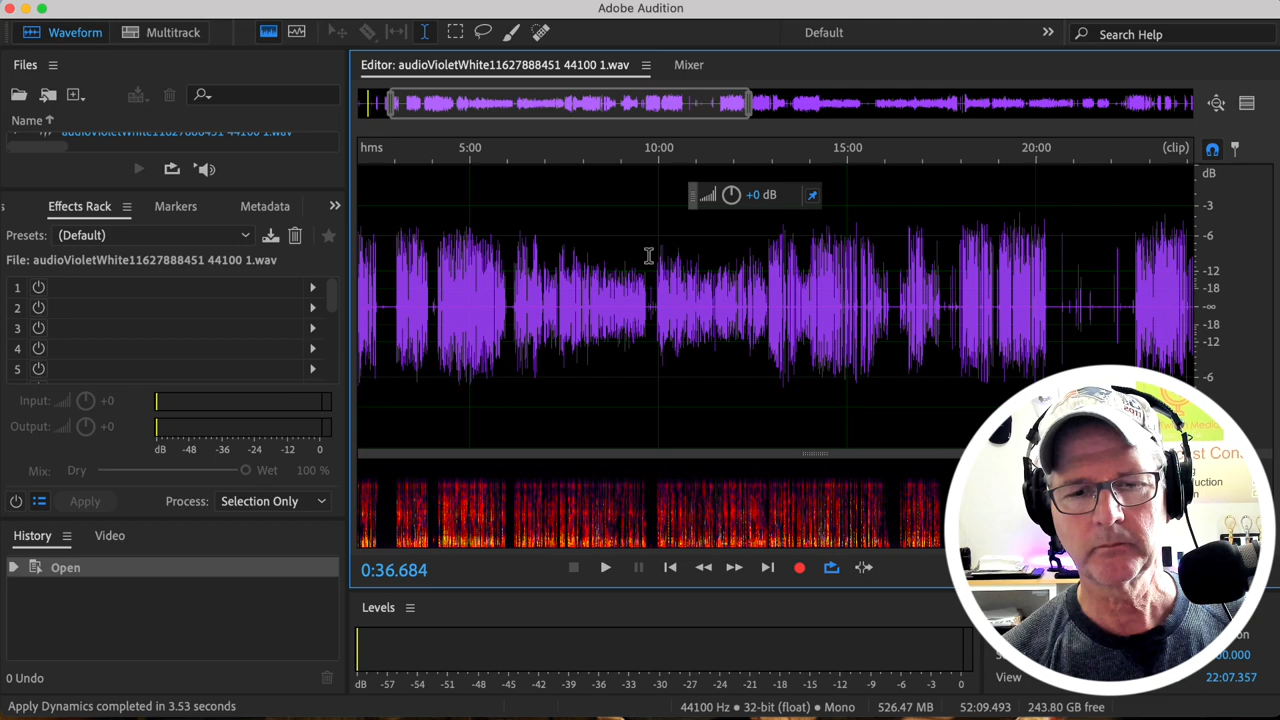 Adobe Audition
Waveform Multitrack Default Search Help
Files
Name
audioVioletWhite11627888451 44100 1.wav
Effects Rack Markers Metadata
Presets: (Default)
File: audioVioletWhite11627888451 44100 1.wav
1
2
3
4
5
Input: +0
Output: +0
dB -48 -36 -24 -12 0
Mix: Dry Wet 100 %
Apply Process: Selection Only
History Video
Open
0 Undo
Editor: audioVioletWhite11627888451 44100 1.wav Mixer
hms 5:00 10:00 15:00 20:00 (clip)
+0 dB
dB
-3
-6
-12
-18
-∞
-18
-12
-6
0:36.684
Levels
dB -57 -54 -51 -48 -45 -42 -39 -36 -33 -30 -27 -24 -21 -18 -15 -12 -9 -6 -3 0
View 22:07.357
Apply Dynamics completed in 3.53 seconds 44100 Hz • 32-bit (float) • Mono 526.47 MB 52:09.493 243.80 GB free
2011
Media